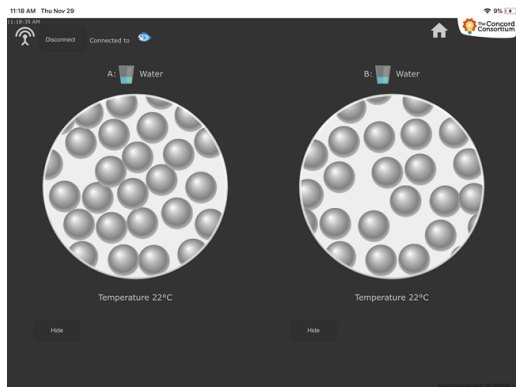 11:18 AM Thu Nov 29
9%
11:18:35 AM
Disconnect
Connected to
The Concord
Consortium
A: Water
B: Water
Temperature 22°C
Temperature 22°C
Hide
Hide